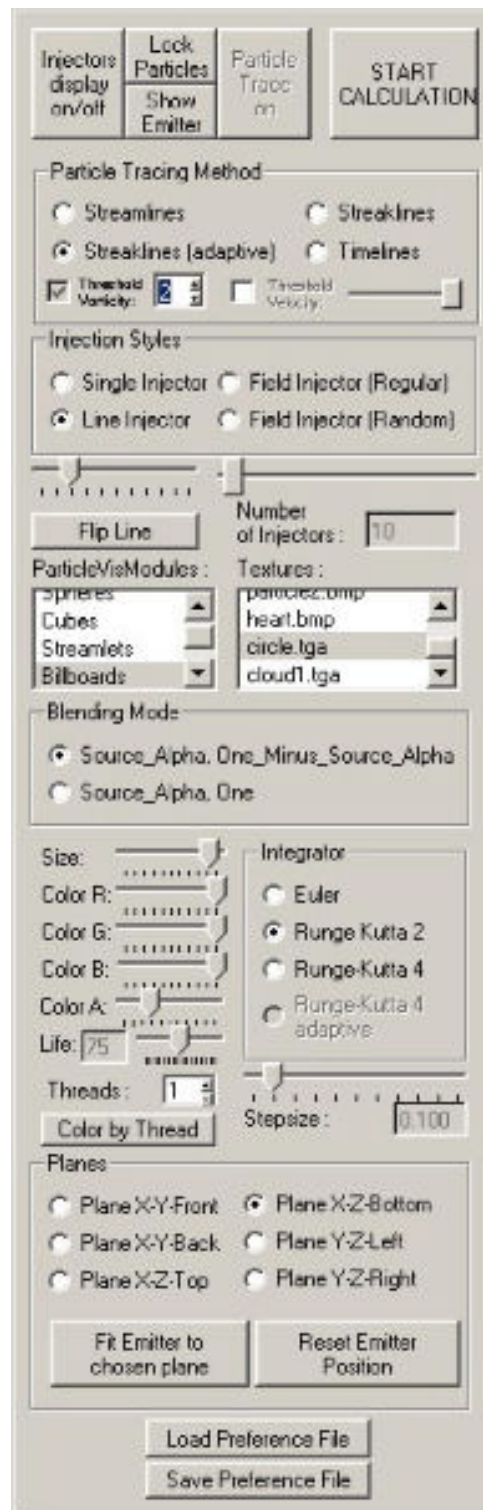 Injectors display on/off
Lock Particles
Show Emitter
Particle Trace on
START CALCULATION
Particle Tracing Method
Streamlines
Streaklines
Streaklines (adaptive)
Timelines
Threshold Vorticity: 2
Threshold Velocity:
Injection Styles
Single Injector
Field Injector (Regular)
Line Injector
Field Injector (Random)
Flip Line
Number of Injectors : 10
ParticleVisModules :
Spheres
Cubes
Streamlets
Billboards
Textures :
particle2.bmp
heart.bmp
circle.tga
cloud1.tga
Blending Mode
Source_Alpha, One_Minus_Source_Alpha
Source_Alpha, One
Size:
Color R:
Color G:
Color B:
Color A:
Life: 75
Threads : 1
Color by Thread
Integrator
Euler
Runge Kutta 2
Runge-Kutta 4
Runge-Kutta 4 adaptive
Stepsize : 0.100
Planes
Plane X-Y-Front
Plane X-Z-Bottom
Plane X-Y-Back
Plane Y-Z-Left
Plane X-Z-Top
Plane Y-Z-Right
Fit Emitter to chosen plane
Reset Emitter Position
Load Preference File
Save Preference File